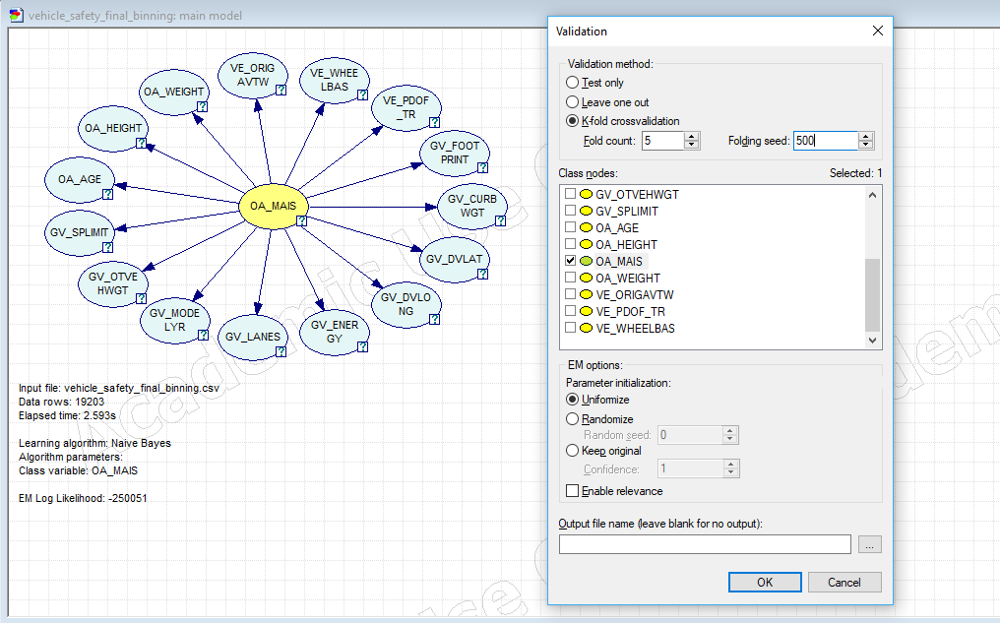 vehicle_safety_final_binning: main model
VE_ORIG
AVTW
VE_WHEE
LBAS
OA_WEIGHT
VE_PDOF
_TR
OA_HEIGHT
GV_FOOT
PRINT
OA_AGE
OA_MAIS
GV_CURB
WGT
GV_SPLIMIT
GV_DVLAT
GV_OTVE
HWGT
GV_DVLO
NG
GV_MODE
LYR
GV_LANES
GV_ENER
GY
Academic Use
Input file: vehicle_safety_final_binning.csv
Data rows: 19203
Elapsed time: 2.593s
Learning algorithm: Naive Bayes
Algorithm parameters:
Class variable: OA_MAIS
EM Log Likelihood: -250051
Validation
Validation method:
Test only
Leave one out
K-fold crossvalidation
Fold count: 5 Folding seed: 500
Class nodes: Selected: 1
GV_OTVEHWGT
GV_SPLIMIT
OA_AGE
OA_HEIGHT
OA_MAIS
OA_WEIGHT
VE_ORIGAVTW
VE_PDOF_TR
VE_WHEELBAS
EM options:
Parameter initialization:
Uniformize
Randomize
Random seed: 0
Keep original
Confidence: 1
Enable relevance
Output file name (leave blank for no output):
...
OK Cancel